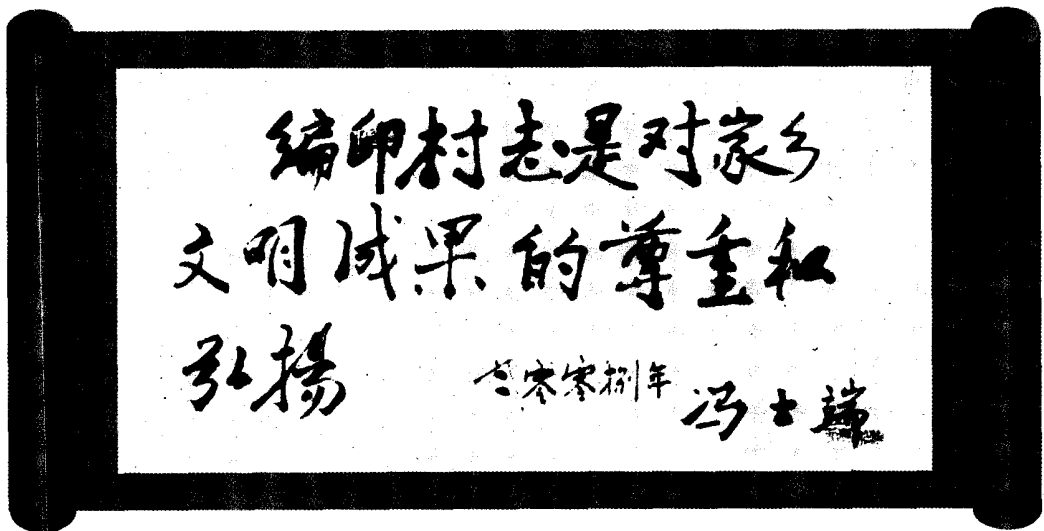 编印村志是对家乡
文明成果的尊重和
弘扬
二零零捌年
冯士端